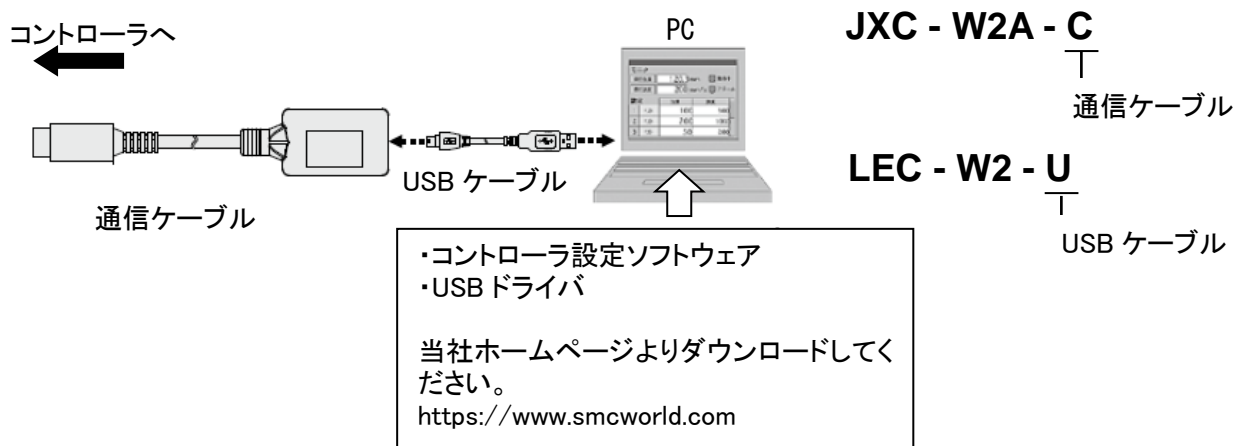 コントローラへ
PC
JXC - W2A - C
通信ケーブル
LEC - W2 - U
USB ケーブル
USB ケーブル
通信ケーブル
・コントローラ設定ソフトウェア
・USB ドライバ
当社ホームページよりダウンロードしてく
ださい。
https://www.smcworld.com